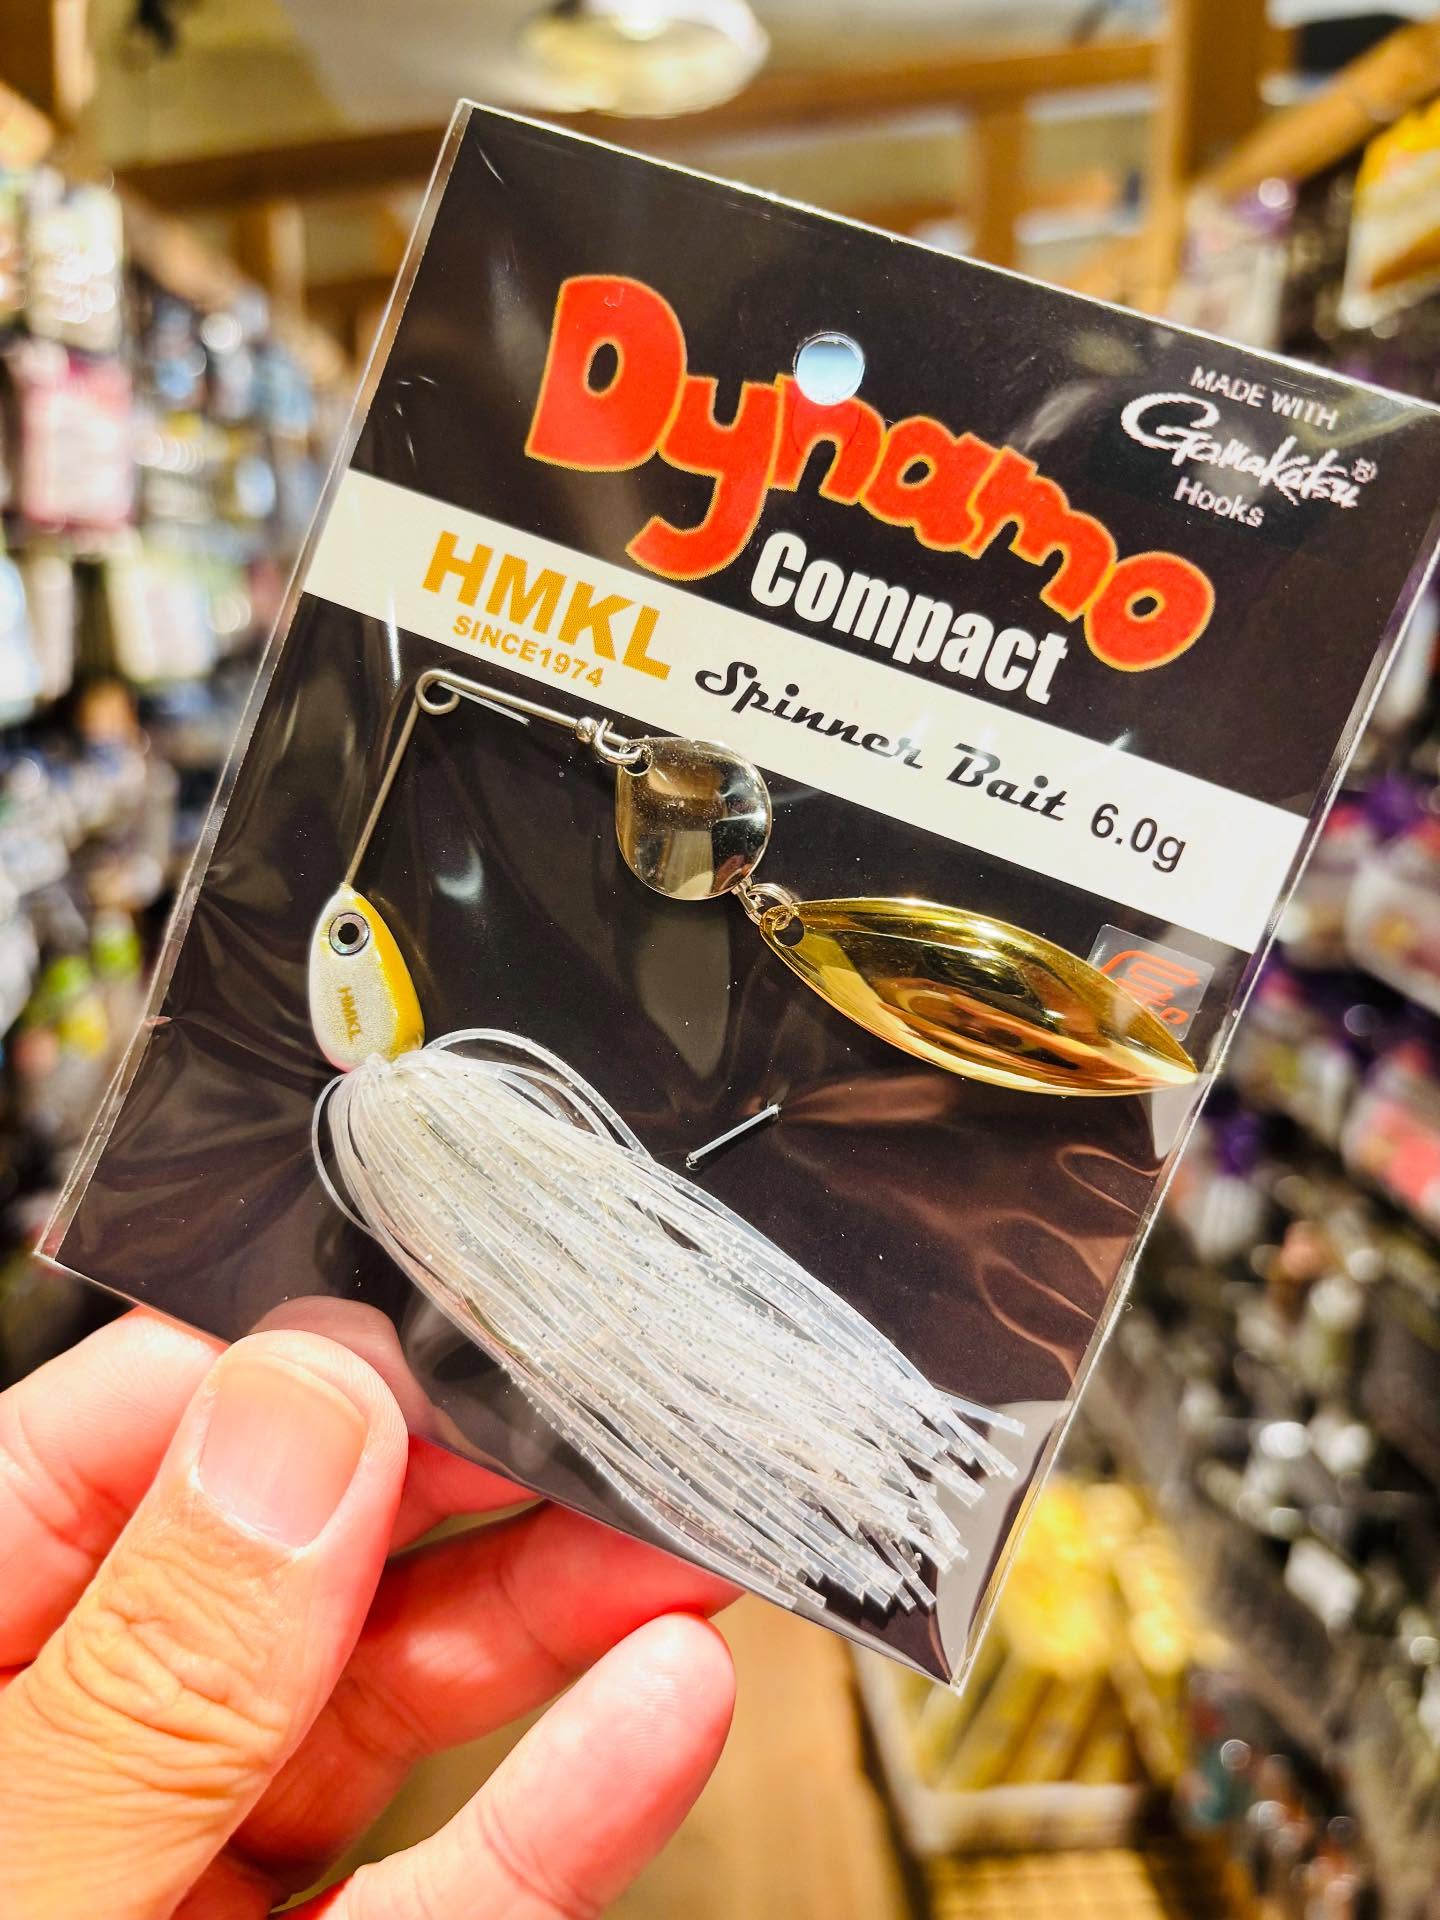 MADE WITH
Gamakatsu®
Hooks
Dynamo
Compact
HMKL
SINCE1974
Spinner Bait 6.0g
HMKL